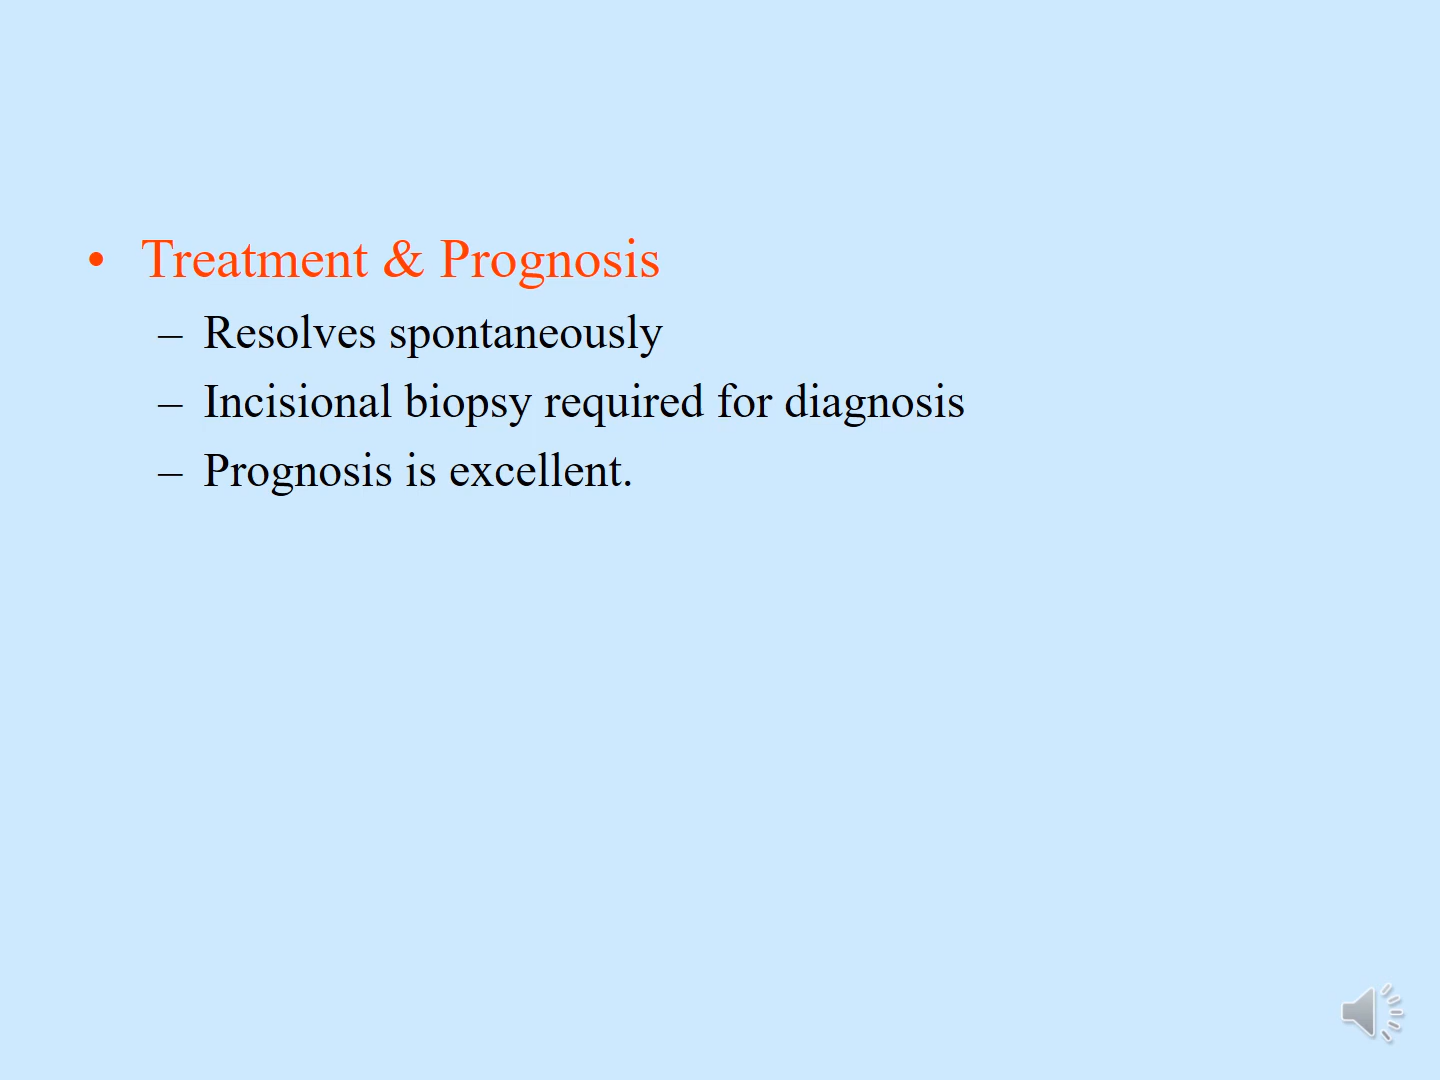 • Treatment & Prognosis
– Resolves spontaneously
– Incisional biopsy required for diagnosis
– Prognosis is excellent.